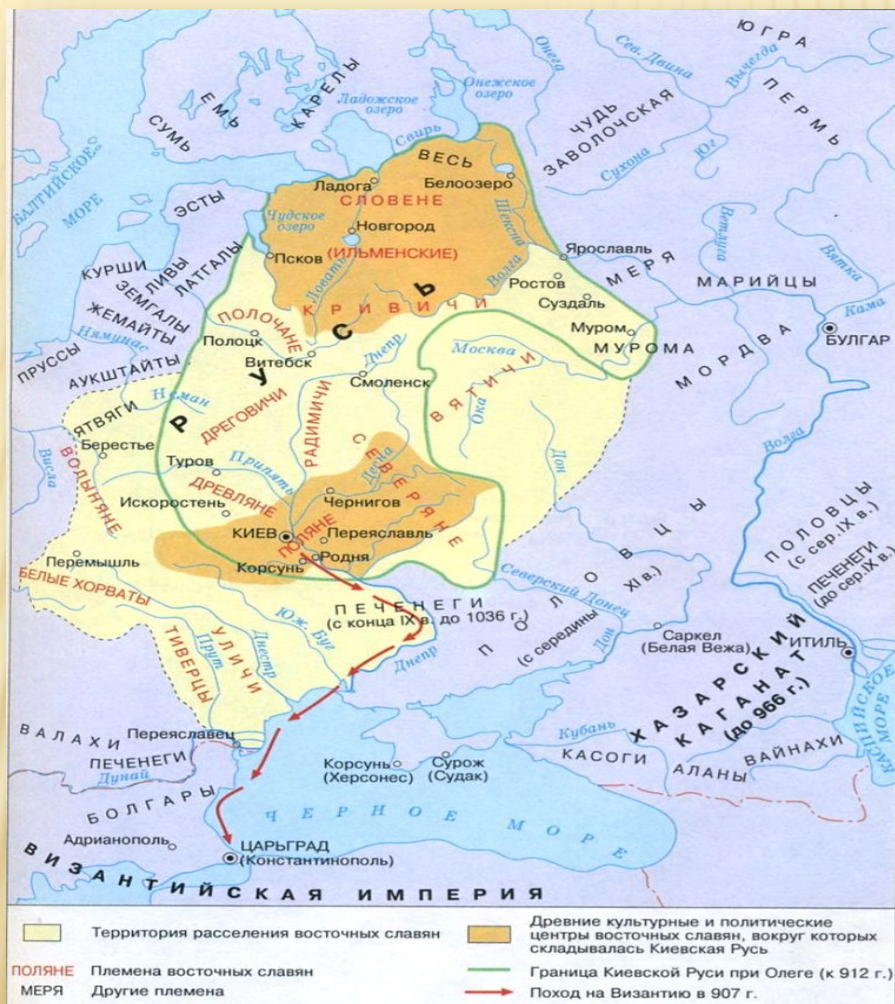 ЮГРА
Сев. Двина
Вычегда
ПЕРМЬ
Онега
Онежское
озеро
Ладожское
озеро
КАРЕЛЫ
ЕМЬ
СУМЬ
Свирь
ЧУДЬ
ЗАВОЛОЧСКАЯ
Сухона
Юг
ВЕСЬ
Ладога
Белоозеро
СЛОВЕНЕ
БАЛТИЙСКОЕ
МОРЕ
ЭСТЫ
Чудское
озеро
Новгород
Шексна
Ветлуга
Вятка
(ИЛЬМЕНСКИЕ)
Псков
Ловать
Волга
Ярославль
МЕРЯ
МАРИЙЦЫ
Кама
КУРШИ
ЛИВЫ
ЛАТГАЛЫ
ЗЕМГАЛЫ
ЖЕМАЙТЫ
Ростов
Суздаль
КРИВИЧИ
РУСЬ
ПОЛОЧАНЕ
Полоцк
Витебск
Муром
МУРОМА
МОРДВА
БУЛГАР
Нямунас
ПРУССЫ
АУКШТАЙТЫ
Днепр
Смоленск
Москва
ВЯТИЧИ
Ока
ЯТВЯГИ
Неман
ДРЕГОВИЧИ
РАДИМИЧИ
СЕВЕРЯНЕ
Дон
Волга
Берестье
Висла
ВОЛЫНЯНЕ
Туров
Припять
ДРЕВЛЯНЕ
Десна
Искоростень
Чернигов
КИЕВ
ПОЛЯНЕ
Переяславль
Родня
Корсунь
Перемышль
БЕЛЫЕ ХОРВАТЫ
Северский Донец
ПОЛОВЦЫ
(с середины XI в.)
ПОЛОВЦЫ
(с сер. IX в.)
ПЕЧЕНЕГИ
(до сер. IX в.)
ПЕЧЕНЕГИ
(с конца IX в. до 1036 г.)
Юж. Буг
УЛИЧИ
ТИВЕРЦЫ
Прут
Днестр
Днепр
Дон
Саркел
(Белая Вежа)
ИТИЛЬ
ХАЗАРСКИЙ
КАГАНАТ
(до 966 г.)
КАСПИЙСКОЕ
МОРЕ
ВАЛАХИ
Переяславец
ПЕЧЕНЕГИ
Дунай
БОЛГАРЫ
Корсунь
(Херсонес)
Сурож
(Судак)
Кубань
КАСОГИ
АЛАНЫ
ВАЙНАХИ
ЧЕРНОЕ МОРЕ
Адрианополь
ЦАРЬГРАД
(Константинополь)
ВИЗАНТИЙСКАЯ ИМПЕРИЯ
Территория расселения восточных славян
Древние культурные и политические
центры восточных славян, вокруг которых
складывалась Киевская Русь
ПОЛЯНЕ Племена восточных славян
Граница Киевской Руси при Олеге (к 912 г.)
МЕРЯ Другие племена
Поход на Византию в 907 г.